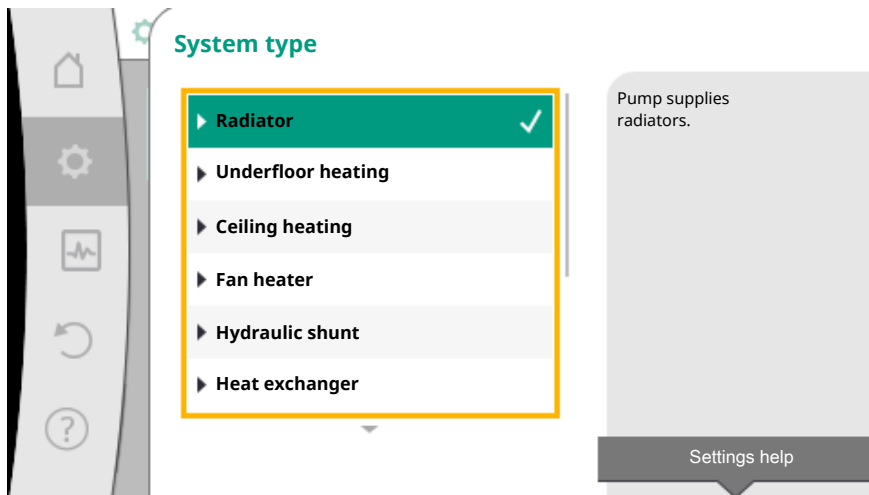 System type
Radiator
Underfloor heating
Ceiling heating
Fan heater
Hydraulic shunt
Heat exchanger
Pump supplies
radiators.
Settings help
?